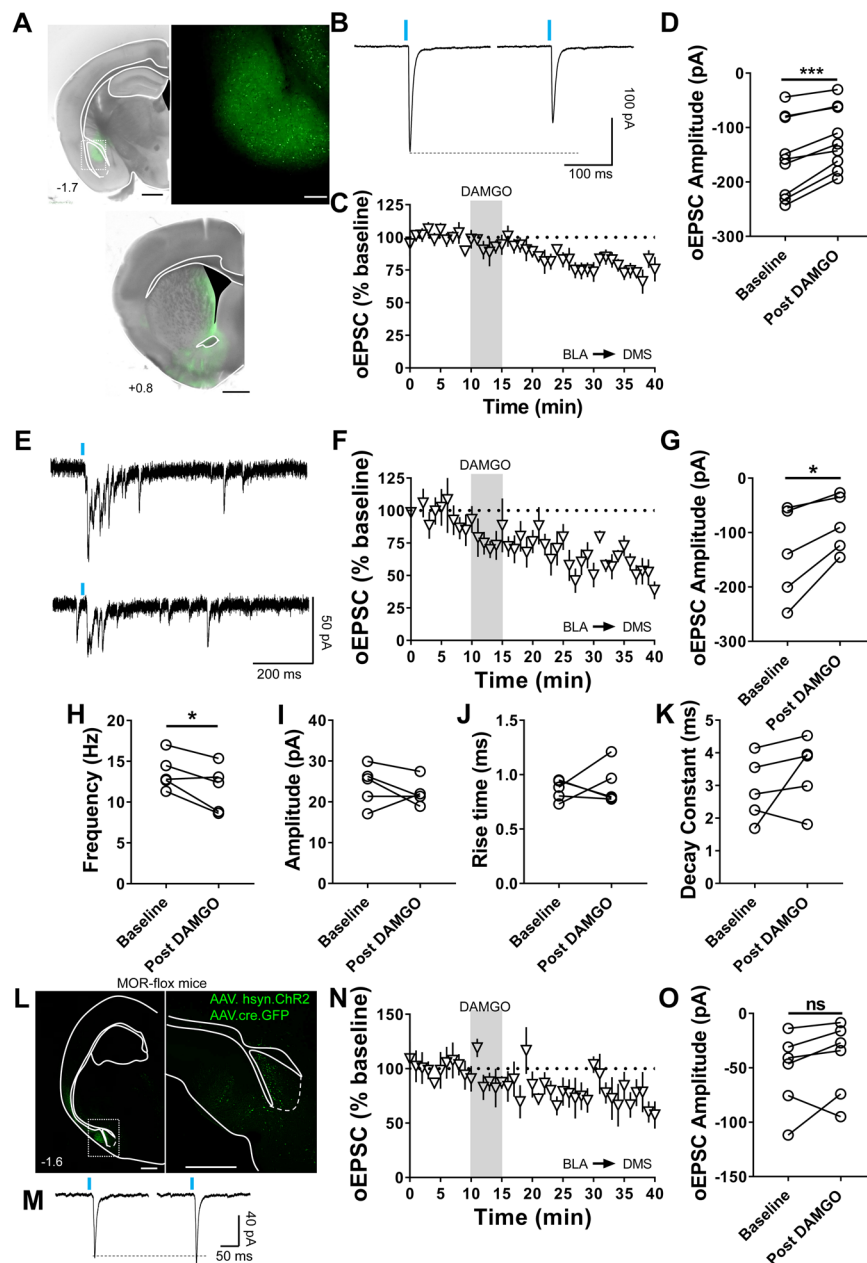 A
-1.7
+0.8
B
100 pA
100 ms
C
DAMGO
oEPSC (% baseline)
125
100
75
50
25
0
BLA → DMS
0 5 10 15 20 25 30 35 40
Time (min)
D
***
oEPSC Amplitude (pA)
0
-100
-200
-300
Baseline
Post DAMGO
E
50 pA
200 ms
F
DAMGO
oEPSC (% baseline)
125
100
75
50
25
0
BLA → DMS
0 5 10 15 20 25 30 35 40
Time (min)
G
*
oEPSC Amplitude (pA)
0
-100
-200
-300
Baseline
Post DAMGO
H
*
Frequency (Hz)
20
15
10
5
0
Baseline
Post DAMGO
I
Amplitude (pA)
40
30
20
10
0
Baseline
Post DAMGO
J
Rise time (ms)
1.5
1.0
0.5
0.0
Baseline
Post DAMGO
K
Decay Constant (ms)
5
4
3
2
1
0
Baseline
Post DAMGO
L
MOR-flox mice
AAV. hsyn.ChR2
AAV.cre.GFP
-1.6
M
40 pA
50 ms
N
DAMGO
oEPSC (% baseline)
150
100
50
0
BLA → DMS
0 5 10 15 20 25 30 35 40
Time (min)
O
ns
oEPSC Amplitude (pA)
0
-50
-100
-150
Baseline
Post DAMGO